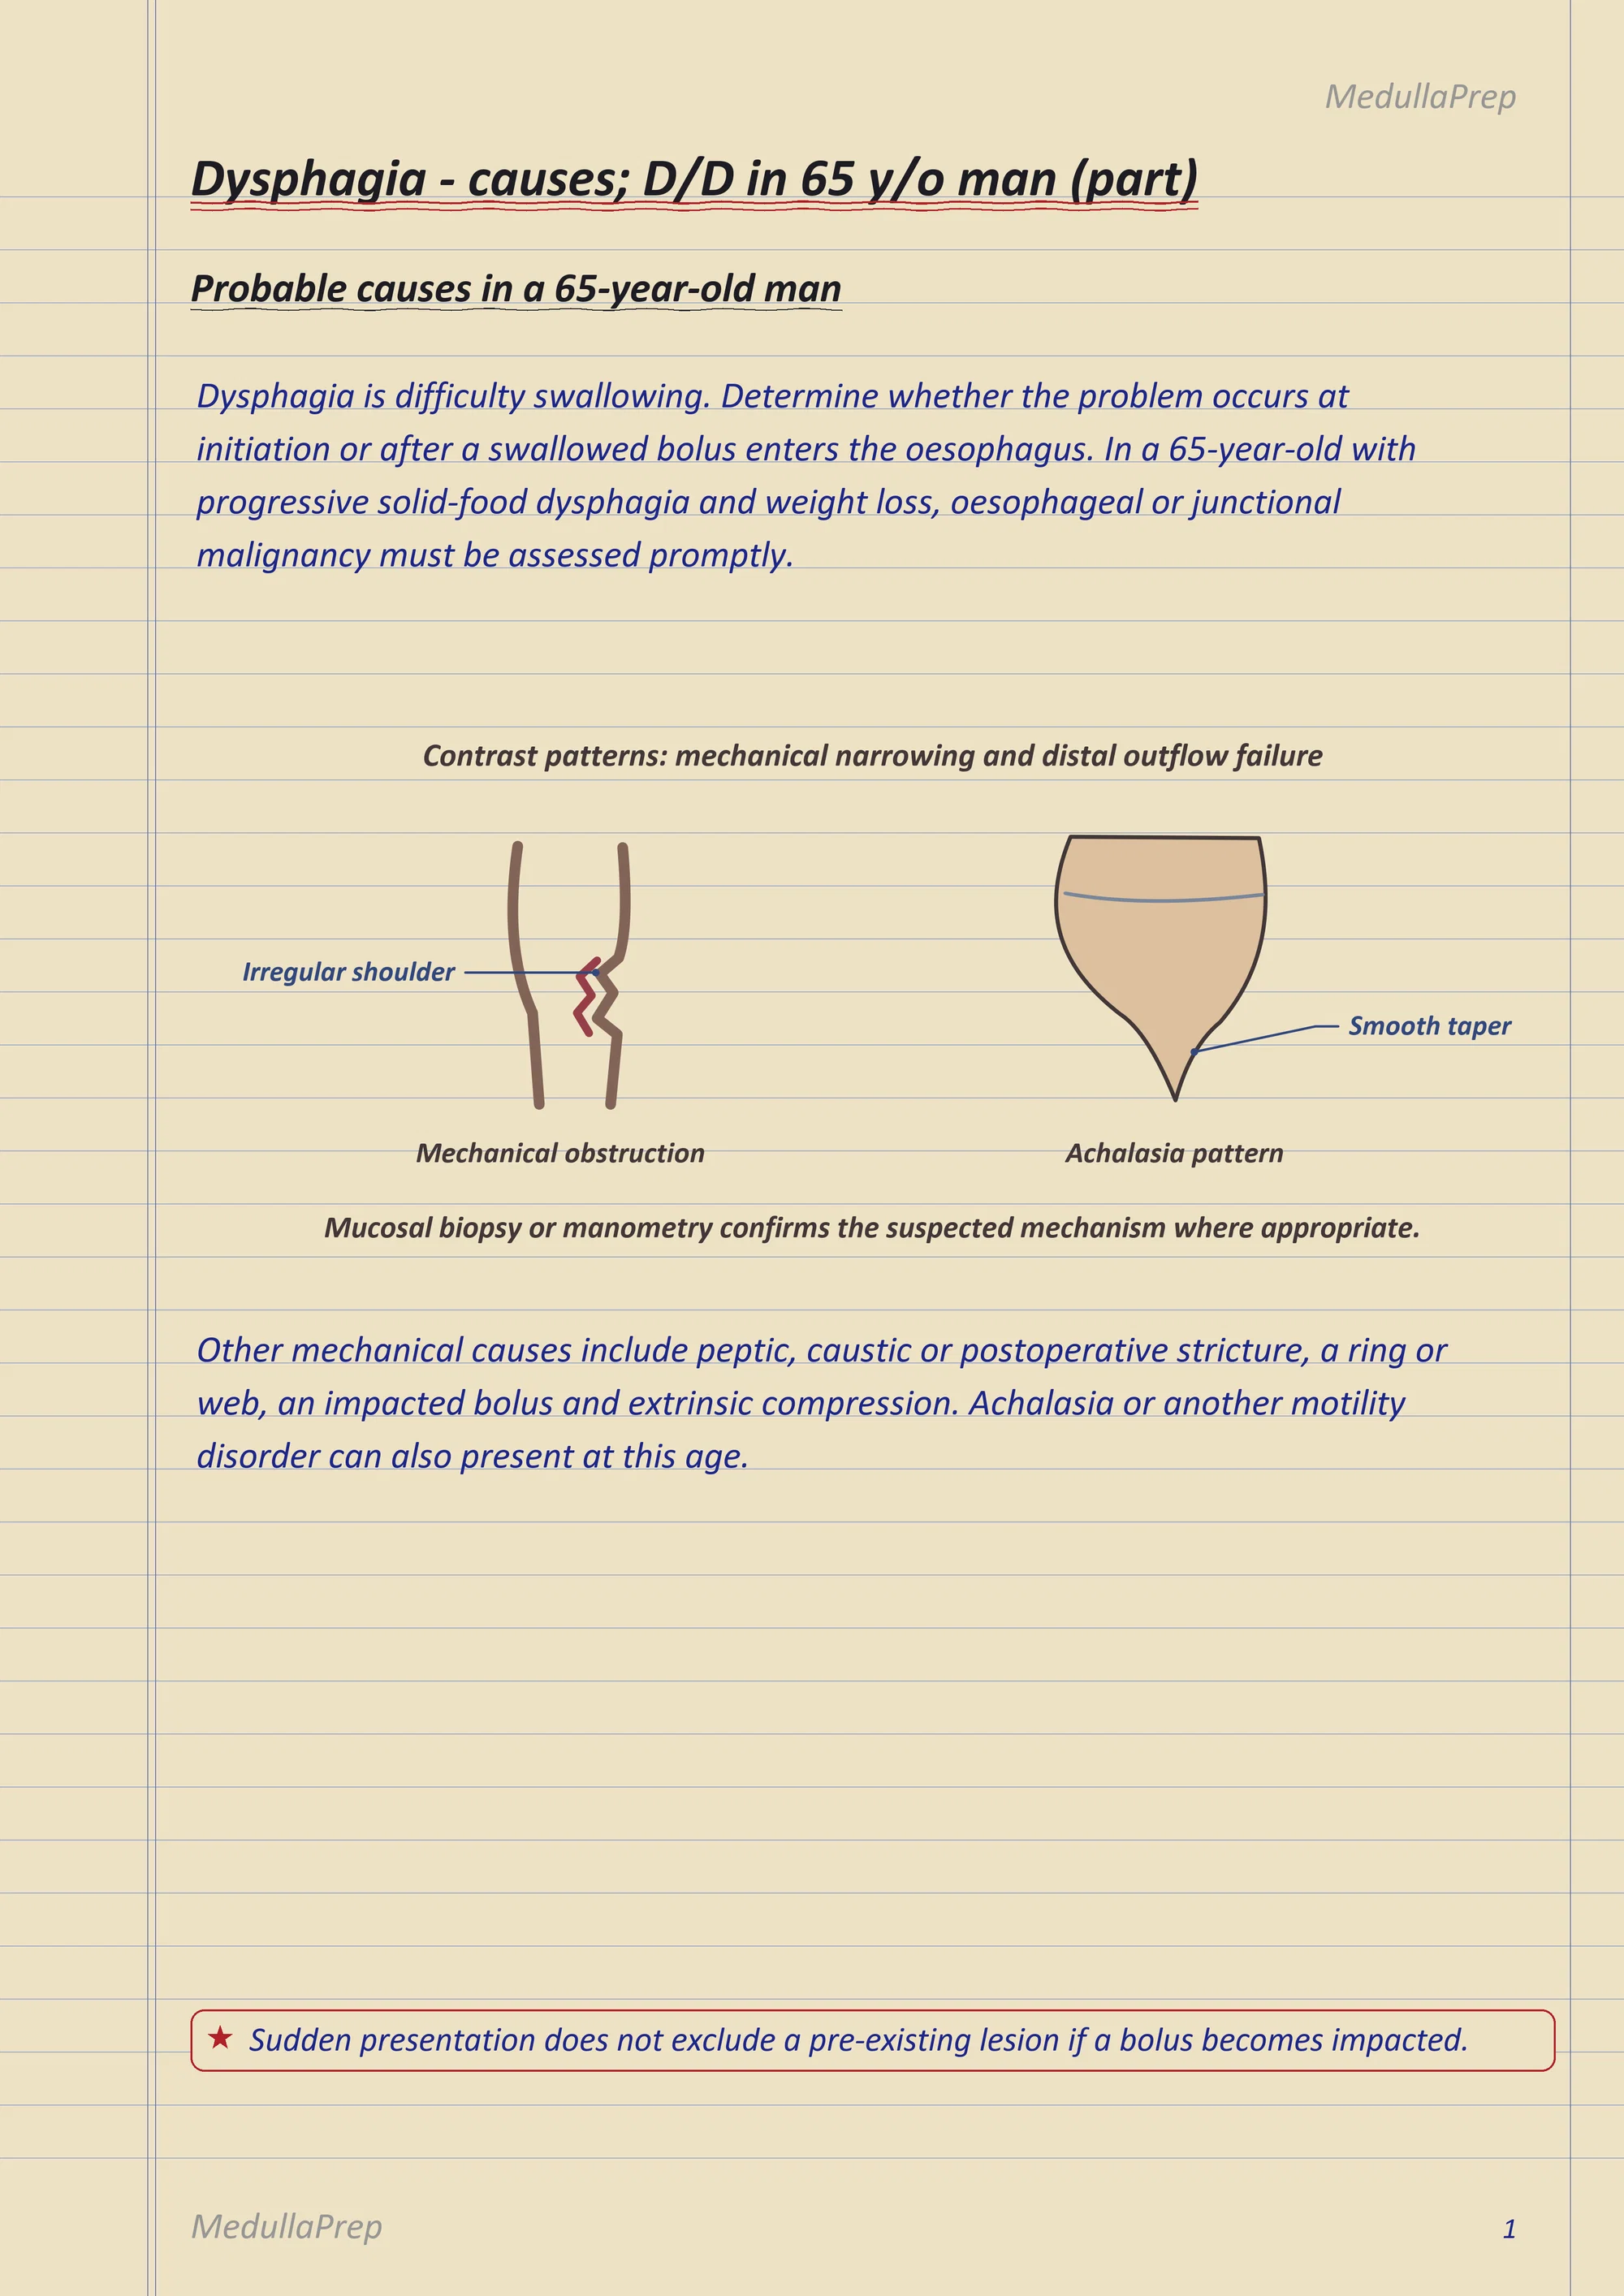 MedullaPrep
Dysphagia - causes; D/D in 65 y/o man (part)
Probable causes in a 65-year-old man
Dysphagia is difficulty swallowing. Determine whether the problem occurs at
initiation or after a swallowed bolus enters the oesophagus. In a 65-year-old with
progressive solid-food dysphagia and weight loss, oesophageal or junctional
malignancy must be assessed promptly.
Contrast patterns: mechanical narrowing and distal outflow failure
Irregular shoulder
Smooth taper
Mechanical obstruction
Achalasia pattern
Mucosal biopsy or manometry confirms the suspected mechanism where appropriate.
Other mechanical causes include peptic, caustic or postoperative stricture, a ring or
web, an impacted bolus and extrinsic compression. Achalasia or another motility
disorder can also present at this age.
★ Sudden presentation does not exclude a pre-existing lesion if a bolus becomes impacted.
MedullaPrep
1